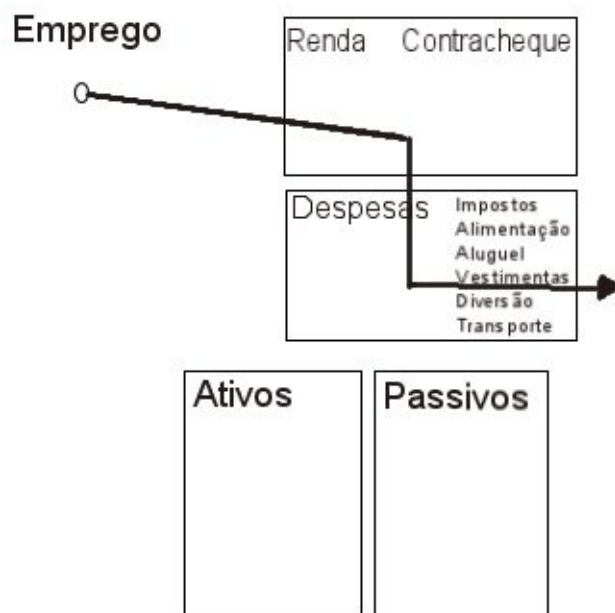 Emprego
Renda Contracheque
Despesas
Impostos
Alimentação
Aluguel
Vestimentas
Diversão
Transporte
Ativos
Passivos